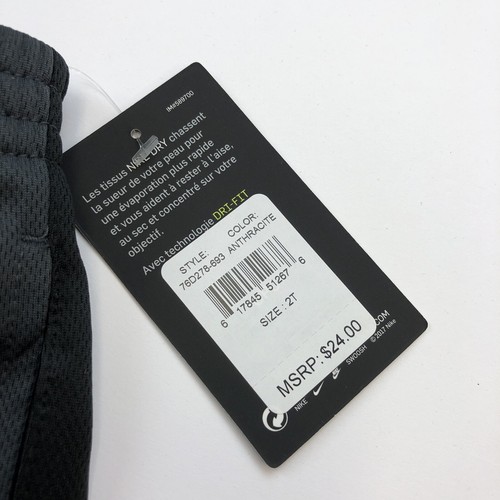 IM#589700
Les tissus NIKE DRY chassent
la sueur de votre peau pour
une évaporation plus rapide
et vous aident à rester à l'aise,
au sec et concentré sur votre
objectif.
Avec technologie DRI-FIT
STYLE: COLOR:
76D278-693 ANTHRACITE
6 17845 51267 6
SIZE : 2T
MSRP: $24.00
.COM
NIKE SWOOSH © 2017 Nike